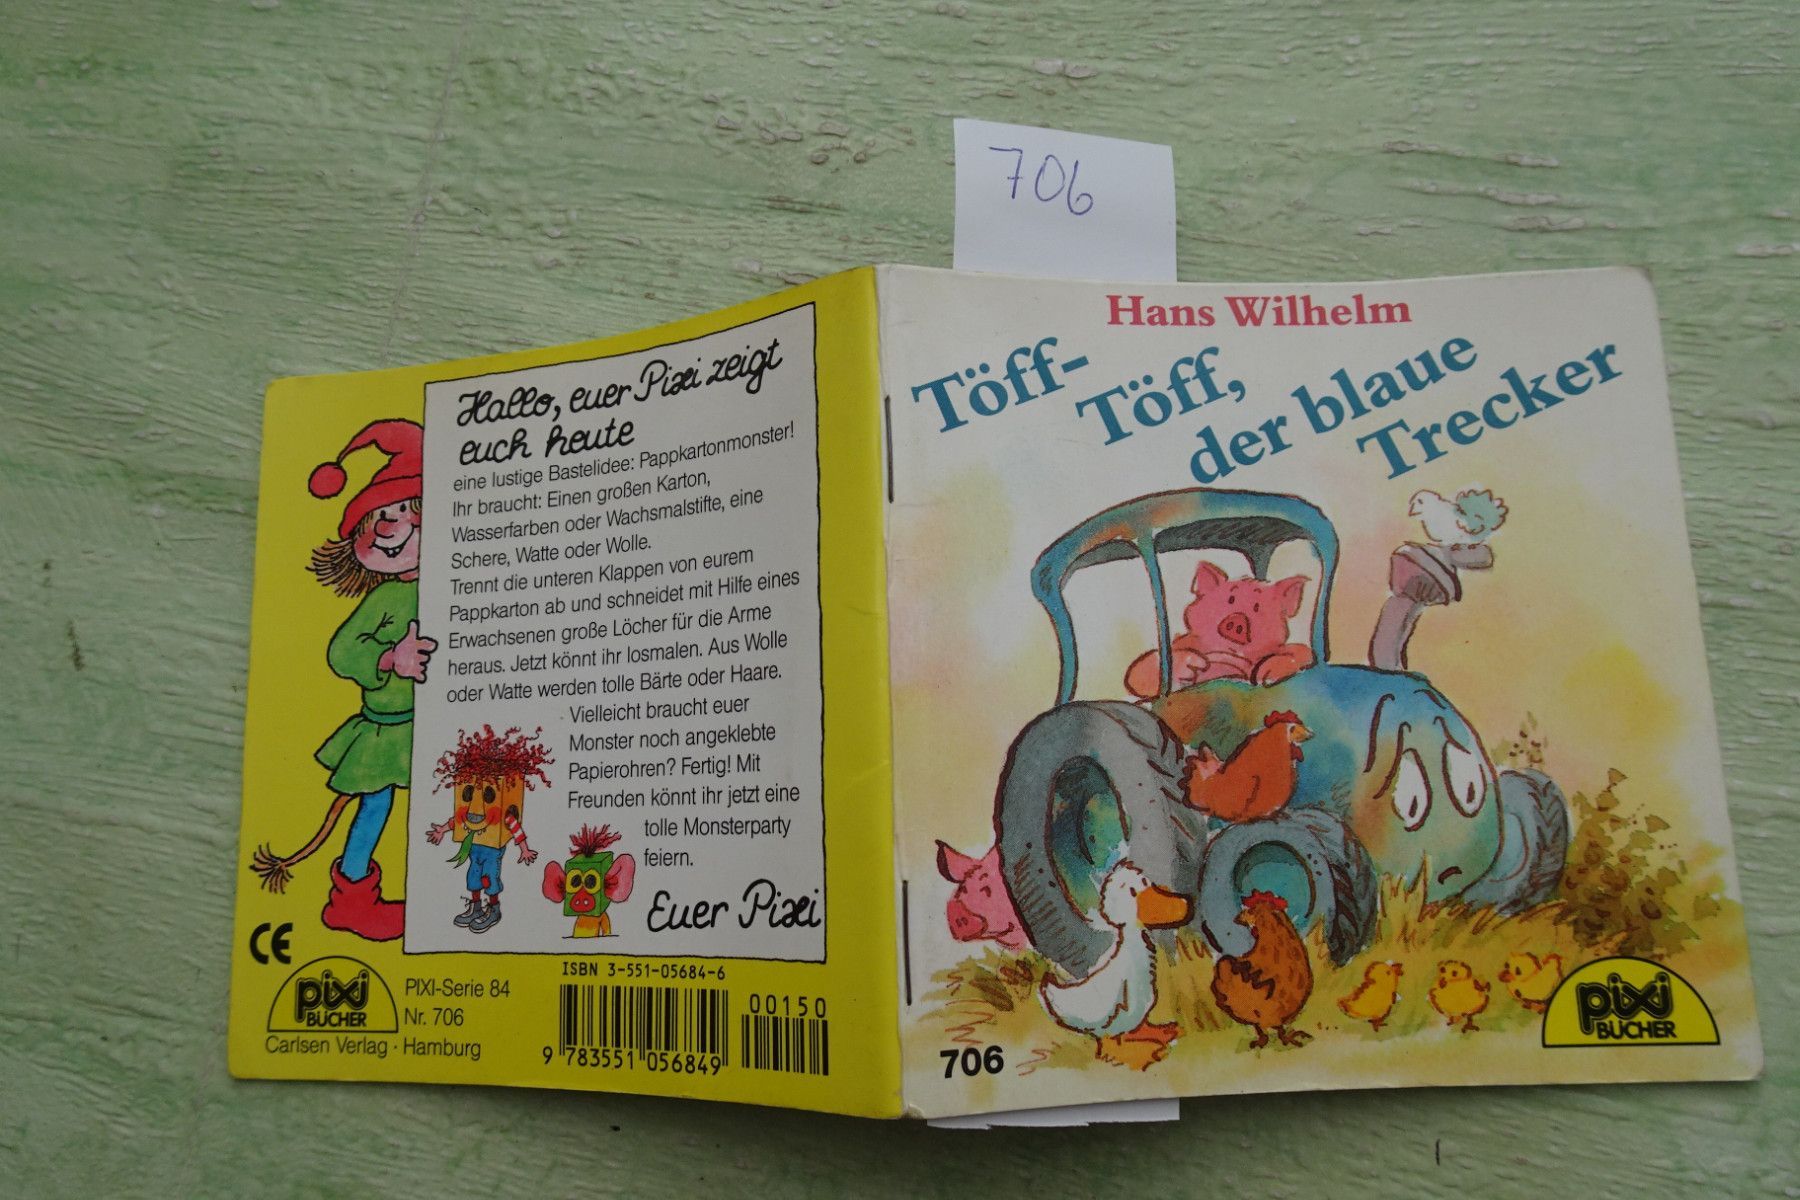 706
Hallo, euer Pixi zeigt
euch heute
eine lustige Bastelidee: Pappkartonmonster!
Ihr braucht: Einen großen Karton,
Wasserfarben oder Wachsmalstifte, eine
Schere, Watte oder Wolle.
Trennt die unteren Klappen von eurem
Pappkarton ab und schneidet mit Hilfe eines
Erwachsenen große Löcher für die Arme
heraus. Jetzt könnt ihr losmalen. Aus Wolle
oder Watte werden tolle Bärte oder Haare.
Vielleicht braucht euer
Monster noch angeklebte
Papierohren? Fertig! Mit
Freunden könnt ihr jetzt eine
tolle Monsterparty
feiern.
Euer Pixi
CE
pixi
BÜCHER
PIXI-Serie 84
Nr. 706
Carlsen Verlag · Hamburg
ISBN 3-551-05684-6
00150
9 783551 056849
Hans Wilhelm
Töff-
Töff,
der blaue
Trecker
706
pixi
BÜCHER